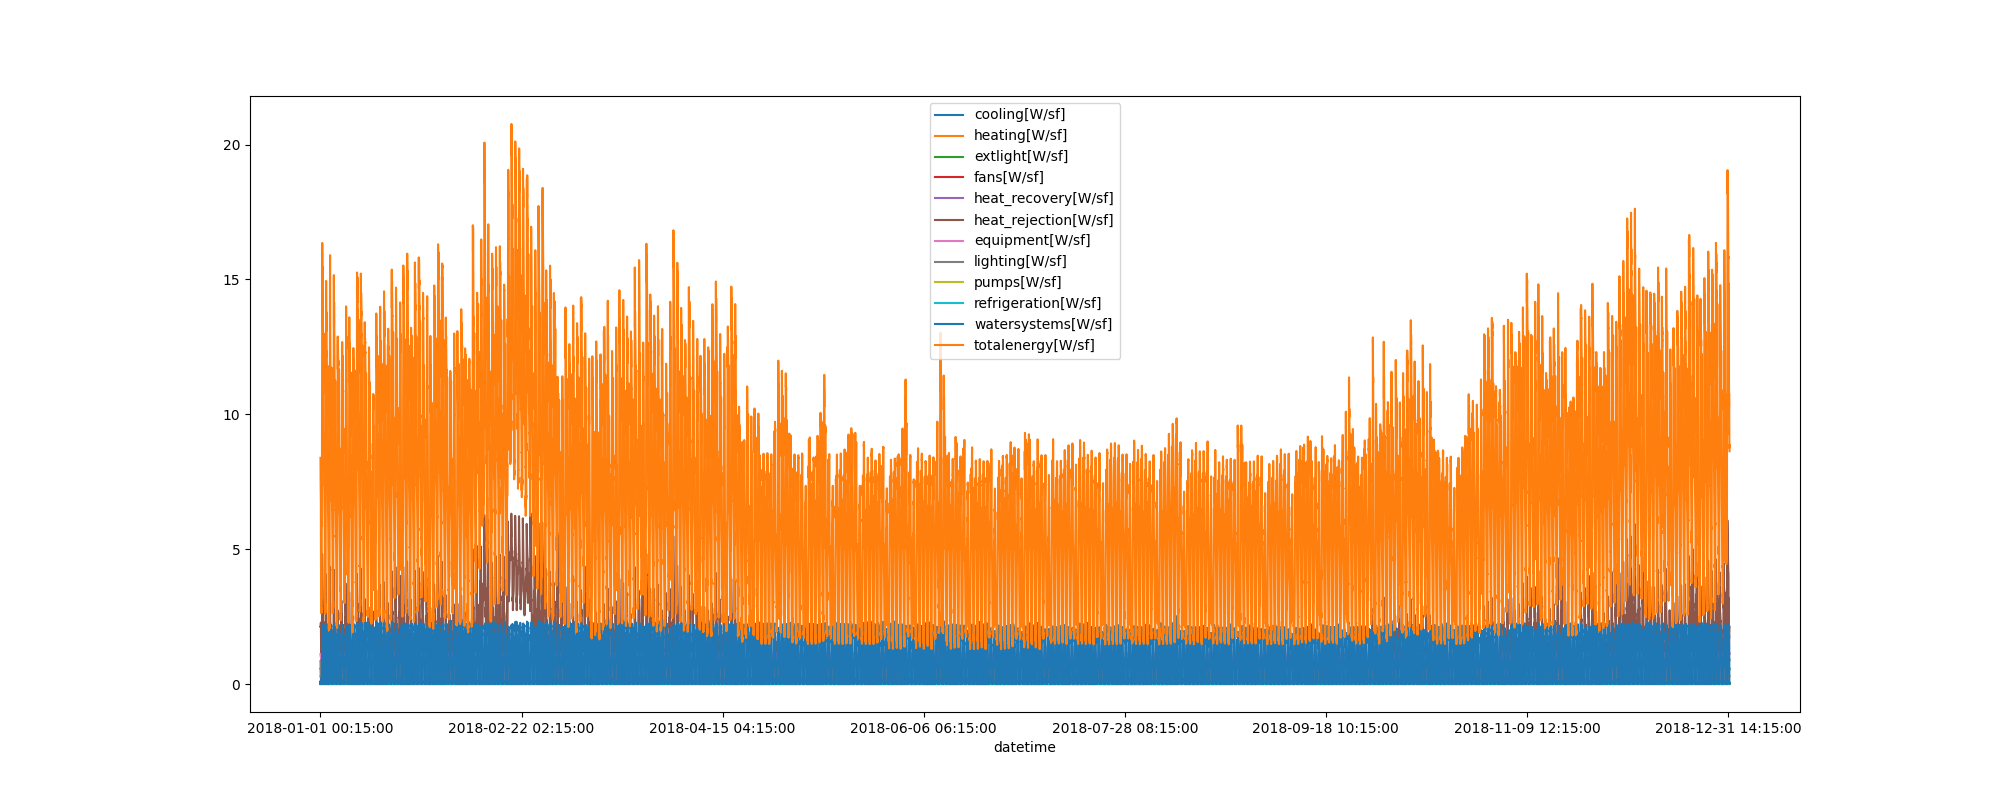 cooling[W/sf]
heating[W/sf]
extlight[W/sf]
fans[W/sf]
heat_recovery[W/sf]
heat_rejection[W/sf]
equipment[W/sf]
lighting[W/sf]
pumps[W/sf]
refrigeration[W/sf]
watersystems[W/sf]
totalenergy[W/sf]
20
15
10
5
0
2018-01-01 00:15:00 2018-02-22 02:15:00 2018-04-15 04:15:00 2018-06-06 06:15:00 2018-07-28 08:15:00 2018-09-18 10:15:00 2018-11-09 12:15:00 2018-12-31 14:15:00
datetime